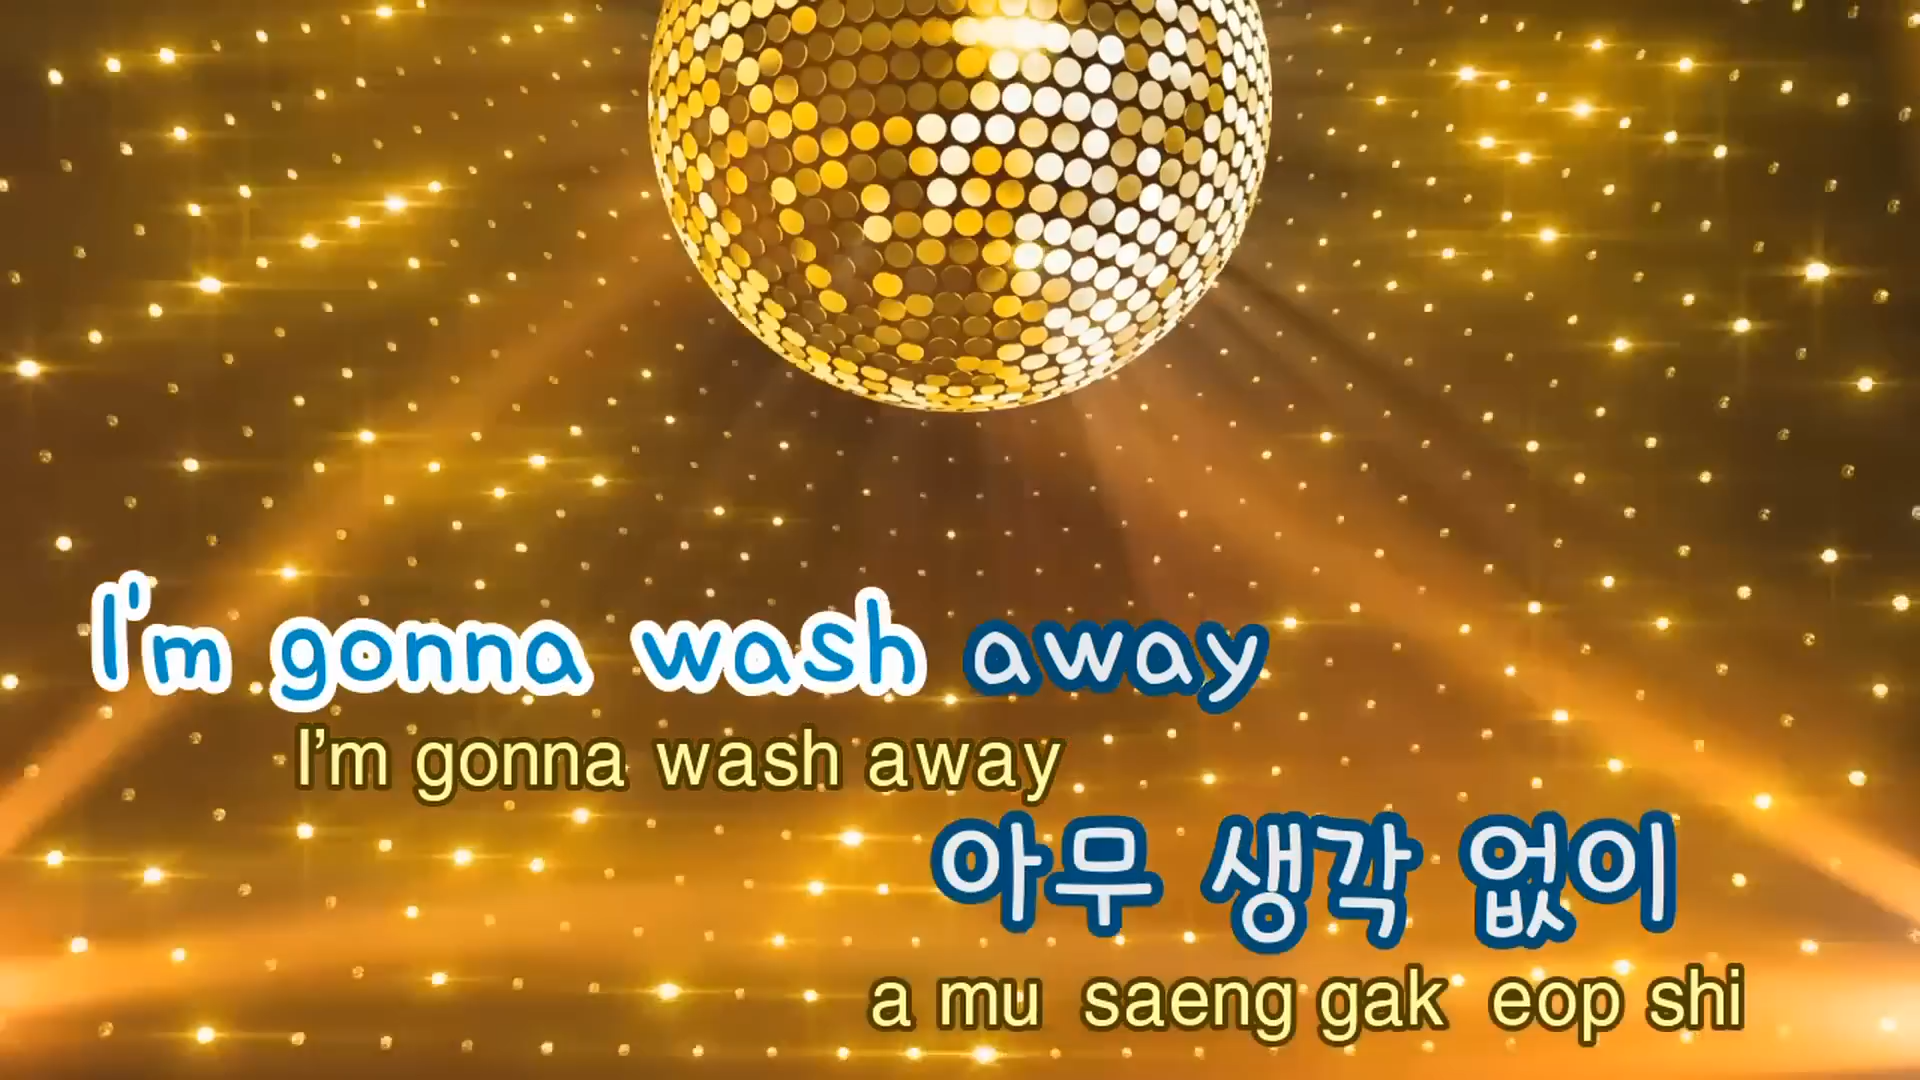 I'm gonna wash away
I’m gonna wash away
아무 생각 없이
a mu saeng gak eop shi